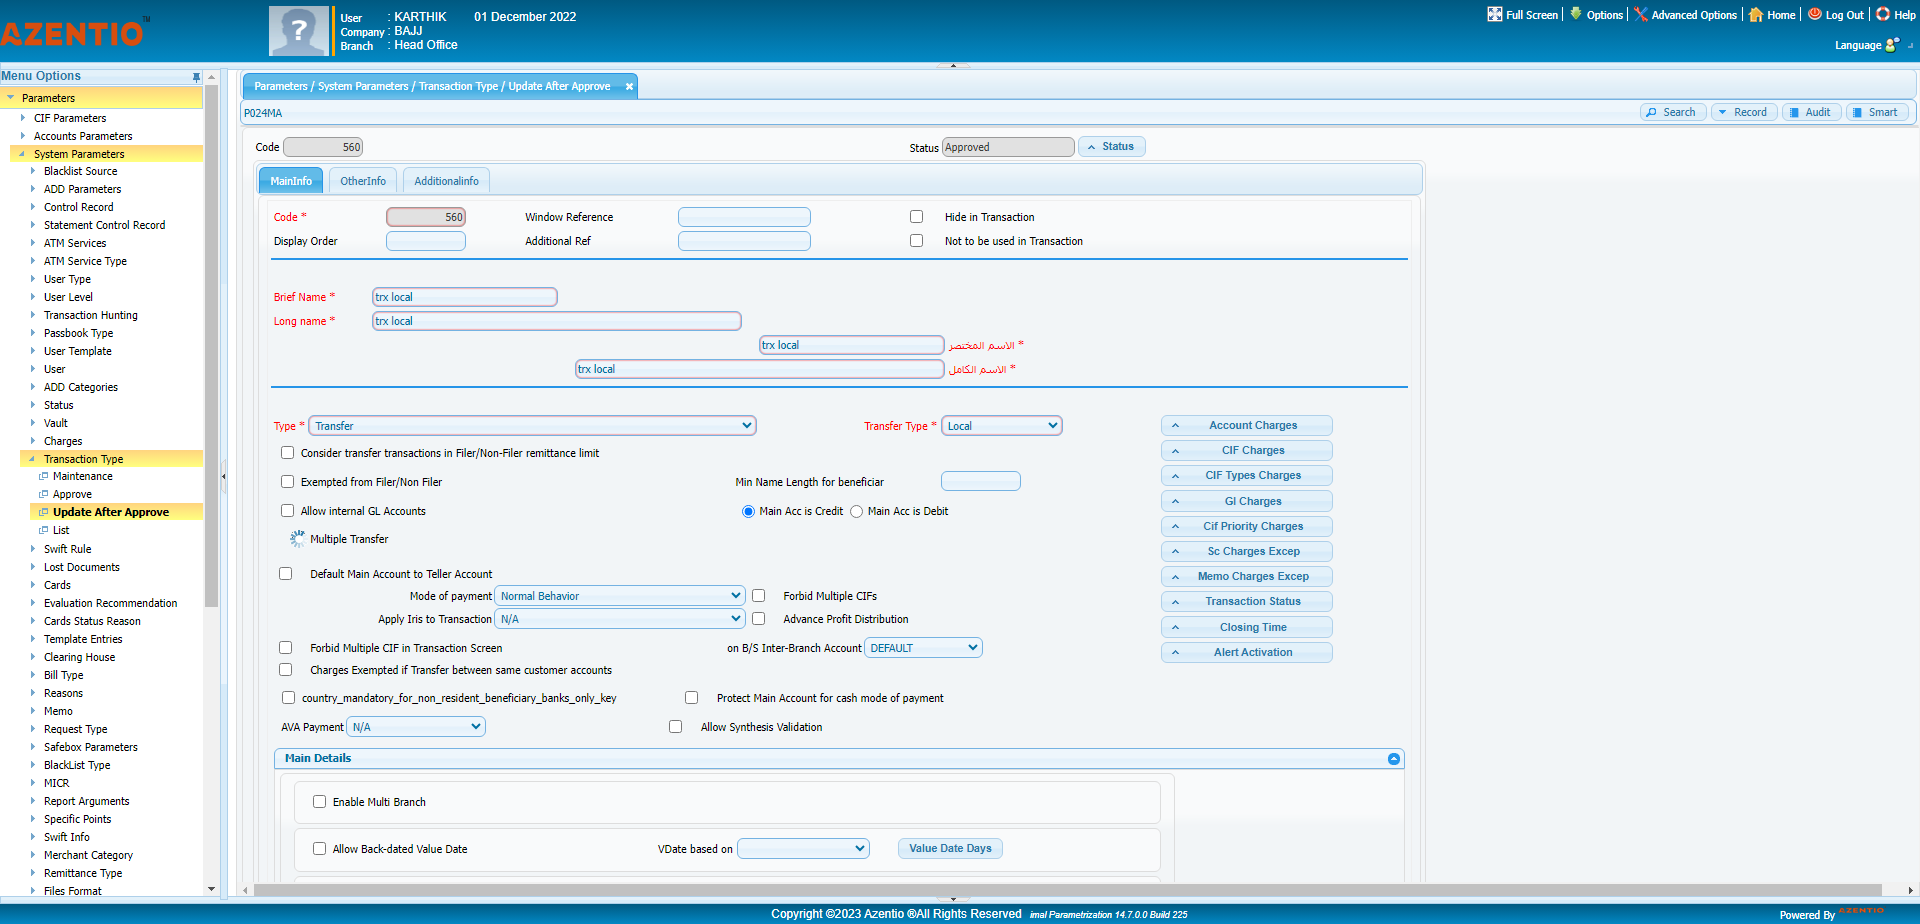 AZENTIO™
?
User : KARTHIK 01 December 2022
Company : BAJJ
Branch : Head Office
Full Screen Options Advanced Options Home Log Out Help
Language
Menu Options
Parameters
CIF Parameters
Accounts Parameters
System Parameters
Blacklist Source
ADD Parameters
Control Record
Statement Control Record
ATM Services
ATM Service Type
User Type
User Level
Transaction Hunting
Passbook Type
User Template
User
ADD Categories
Status
Vault
Charges
Transaction Type
Maintenance
Approve
Update After Approve
List
Swift Rule
Lost Documents
Cards
Evaluation Recommendation
Cards Status Reason
Template Entries
Clearing House
Bill Type
Reasons
Memo
Request Type
Safebox Parameters
BlackList Type
MICR
Report Arguments
Specific Points
Swift Info
Merchant Category
Remittance Type
Files Format
Parameters / System Parameters / Transaction Type / Update After Approve
P024MA Search Record Audit Smart
Code 560 Status Approved Status
MainInfo OtherInfo Additionalinfo
Code * 560 Window Reference Hide in Transaction
Display Order Additional Ref Not to be used in Transaction
Brief Name * trx local
Long name * trx local
trx local الاسم المختصر *
trx local الاسم الكامل *
Type * Transfer Transfer Type * Local Account Charges
Consider transfer transactions in Filer/Non-Filer remittance limit CIF Charges
Exempted from Filer/Non Filer Min Name Length for beneficiar CIF Types Charges
Allow internal GL Accounts Main Acc is Credit Main Acc is Debit Gl Charges
Multiple Transfer Cif Priority Charges
Sc Charges Excep
Default Main Account to Teller Account Memo Charges Excep
Mode of payment Normal Behavior Forbid Multiple CIFs Transaction Status
Apply Iris to Transaction N/A Advance Profit Distribution Closing Time
Forbid Multiple CIF in Transaction Screen on B/S Inter-Branch Account DEFAULT Alert Activation
Charges Exempted if Transfer between same customer accounts
country_mandatory_for_non_resident_beneficiary_banks_only_key Protect Main Account for cash mode of payment
AVA Payment N/A Allow Synthesis Validation
Main Details
Enable Multi Branch
Allow Back-dated Value Date VDate based on Value Date Days
Copyright ©2023 Azentio ®All Rights Reserved imal Parametrization 14.7.0.0 Build 225
Powered By AZENTIO